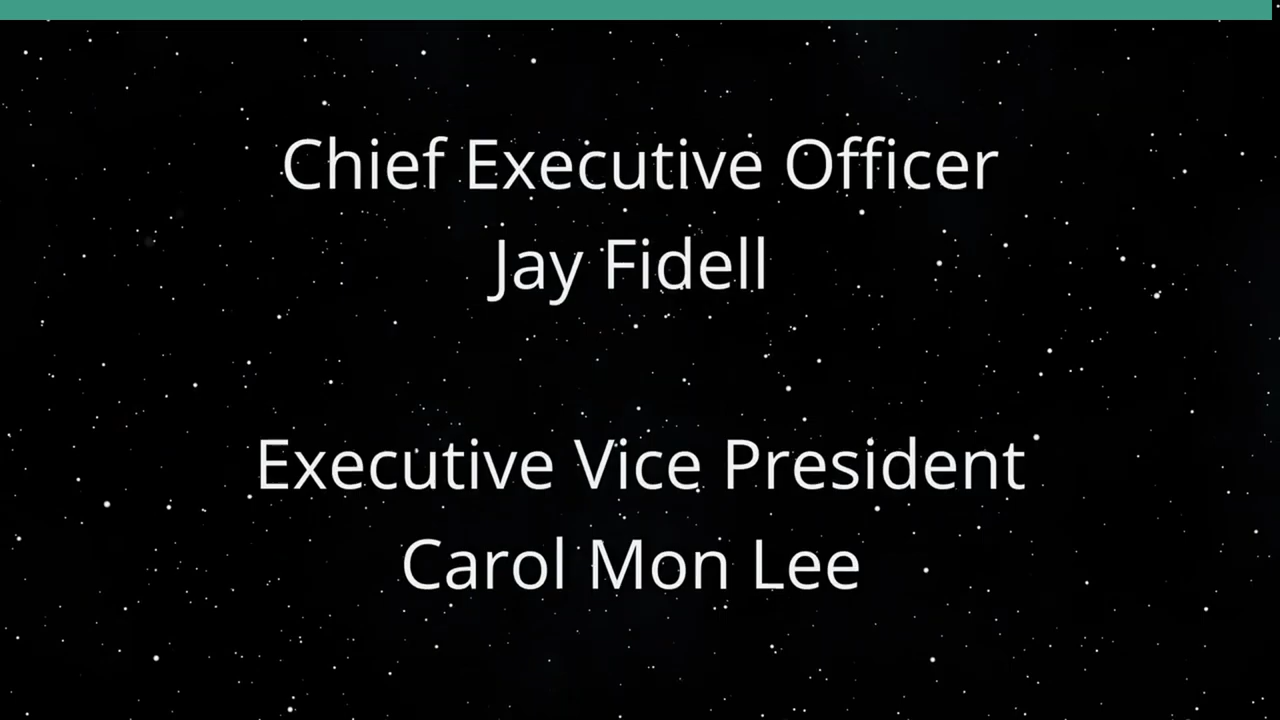 Chief Executive Officer
Jay Fidell
Executive Vice President
Carol Mon Lee